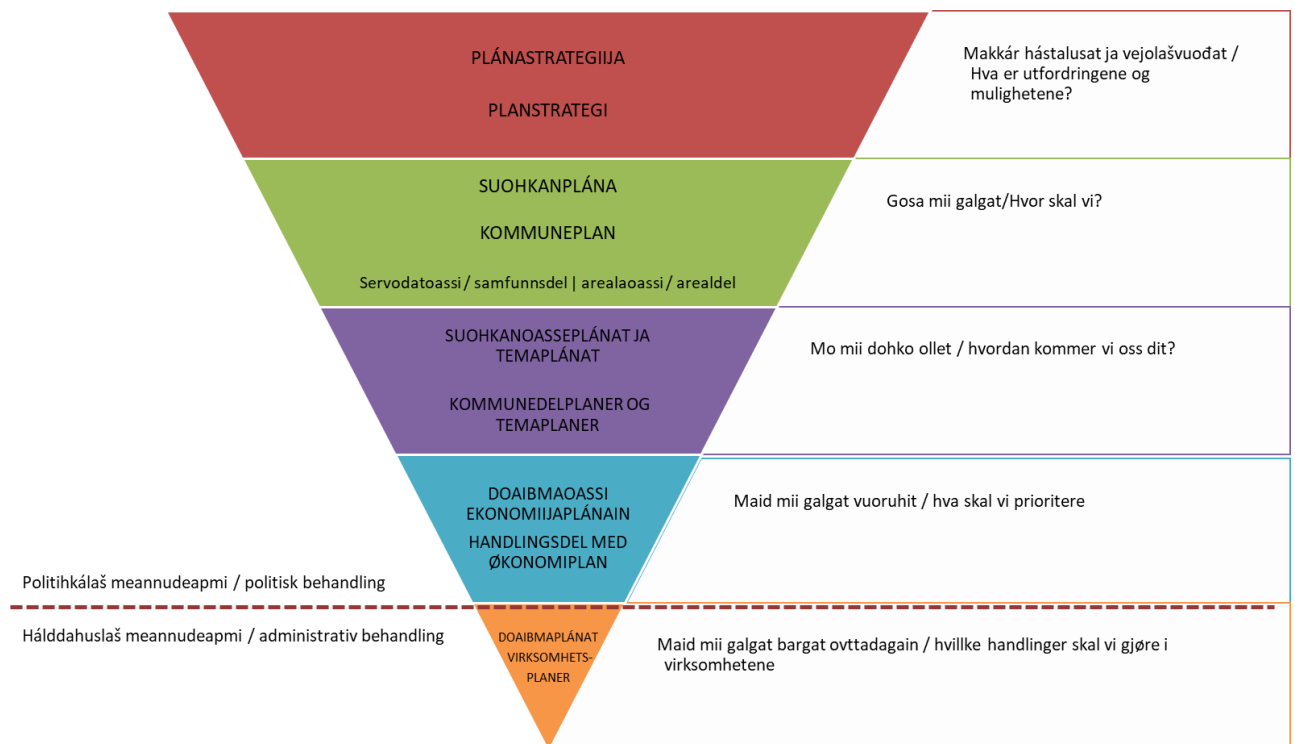 PLÁNASTRATEGIIJA
PLANSTRATEGI
Makkár hástalusat ja vejolašvuođat /
Hva er utfordringene og
mulighetene?
SUOHKANPLÁNA
KOMMUNEPLAN
Servodatoassi / samfunnsdel | arealaoassi / arealdel
Gosa mii galgat/Hvor skal vi?
SUOHKANOASSEPLÁNAT JA
TEMAPLÁNAT
KOMMUNEDELPLANER OG
TEMAPLANER
Mo mii dohko ollet / hvordan kommer vi oss dit?
DOAIBMAOASSI
EKONOMIIJAPLÁNAIN
HANDLINGSDEL MED
ØKONOMIPLAN
Maid mii galgat vuoruhit / hva skal vi prioritere
Politihkálaš meannudeapmi / politisk behandling
Hálddahuslaš meannudeapmi / administrativ behandling
DOAIBMAPLÁNAT
VIRKSOMHETS-
PLANER
Maid mii galgat bargat ovttadagain / hvillke handlinger skal vi gjøre i
virksomhetene